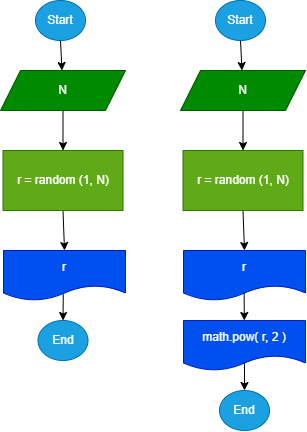 Start
N
r = random (1, N)
r
End
Start
N
r = random (1, N)
r
math.pow( r, 2 )
End